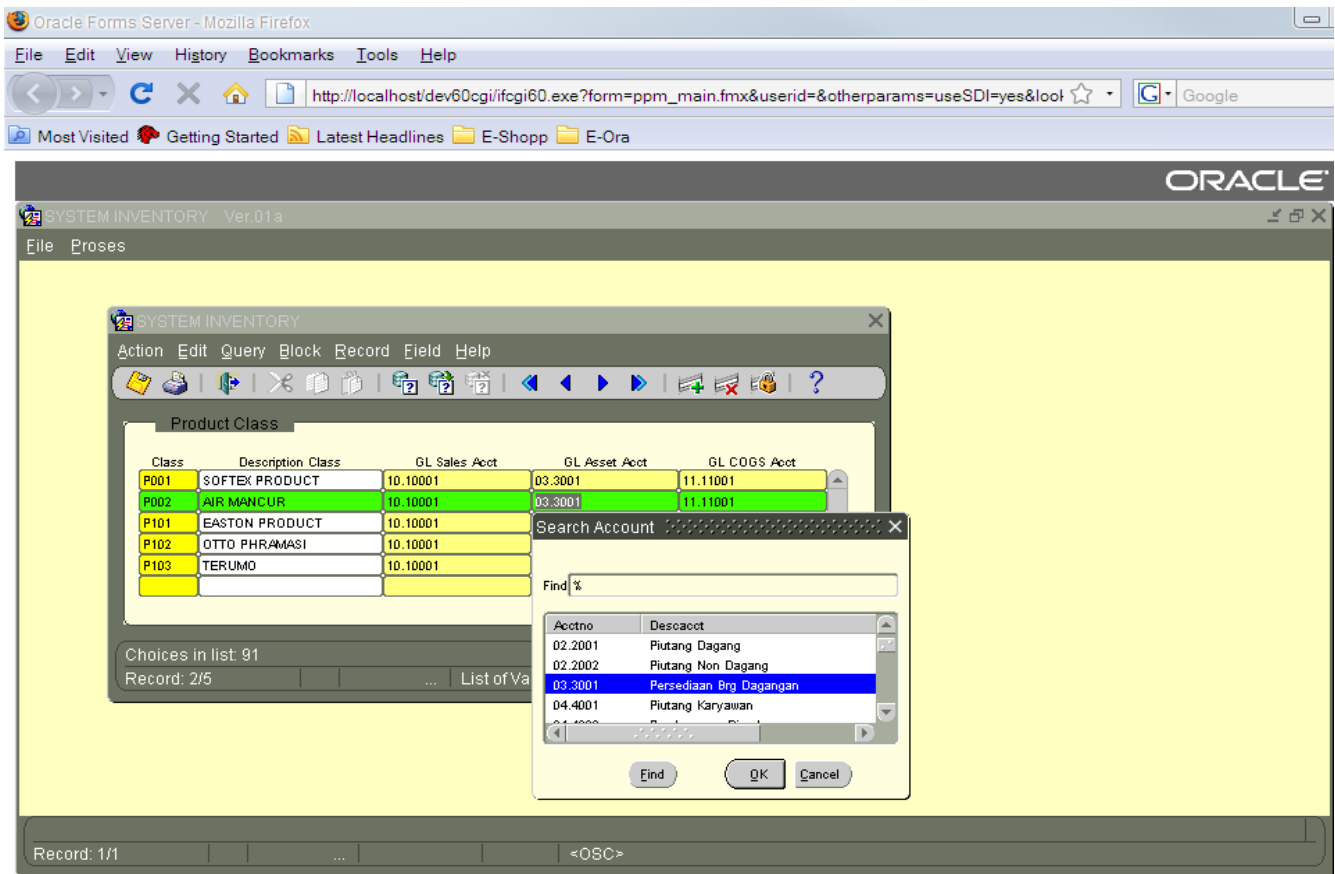 Oracle Forms Server - Mozilla Firefox
File Edit View History Bookmarks Tools Help
http://localhost/dev60cgi/ifcgi60.exe?form=ppm_main.fmx&userid=&otherparams=useSDI=yes&look G Google
Most Visited Getting Started Latest Headlines E-Shopp E-Ora
ORACLE
SYSTEM INVENTORY Ver.01a
File Proses
SYSTEM INVENTORY
Action Edit Query Block Record Field Help
Product Class
Class Description Class GL Sales Acct GL Asset Acct GL COGS Acct
P001 SOFTEX PRODUCT 10.10001 03.3001 11.11001
P002 AIR MANCUR 10.10001 03.3001 11.11001
P101 EASTON PRODUCT 10.10001
P102 OTTO PHRAMASI 10.10001
P103 TERUMO 10.10001
Search Account
Find %
Acctno Descacct
02.2001 Piutang Dagang
02.2002 Piutang Non Dagang
03.3001 Persediaan Brg Dagangan
04.4001 Piutang Karyawan
Find OK Cancel
Choices in list: 91
Record: 2/5 ... List of Va
Record: 1/1 ... <OSC>